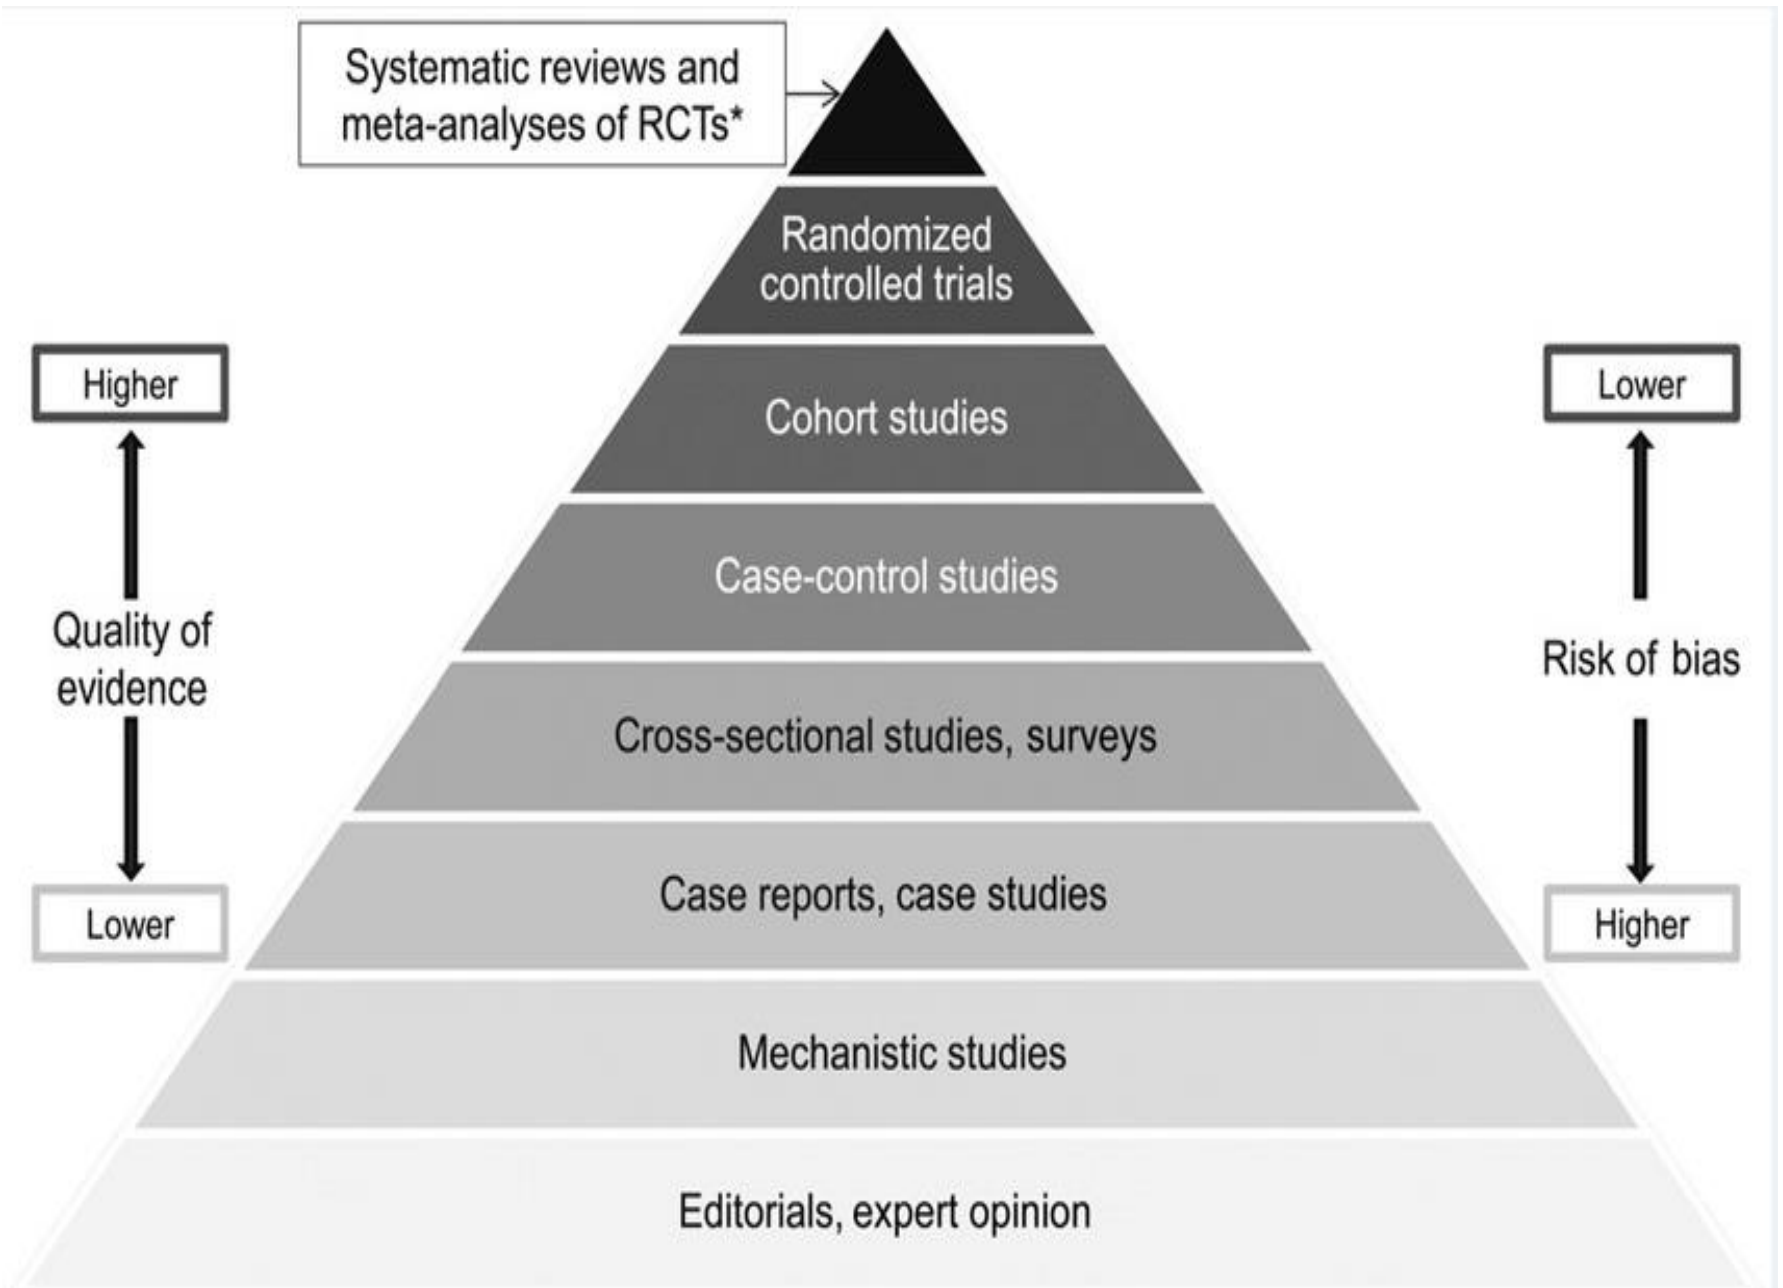 Systematic reviews and
meta-analyses of RCTs*
Randomized
controlled trials
Higher
Lower
Cohort studies
Case-control studies
Quality of
evidence
Risk of bias
Cross-sectional studies, surveys
Case reports, case studies
Lower
Higher
Mechanistic studies
Editorials, expert opinion